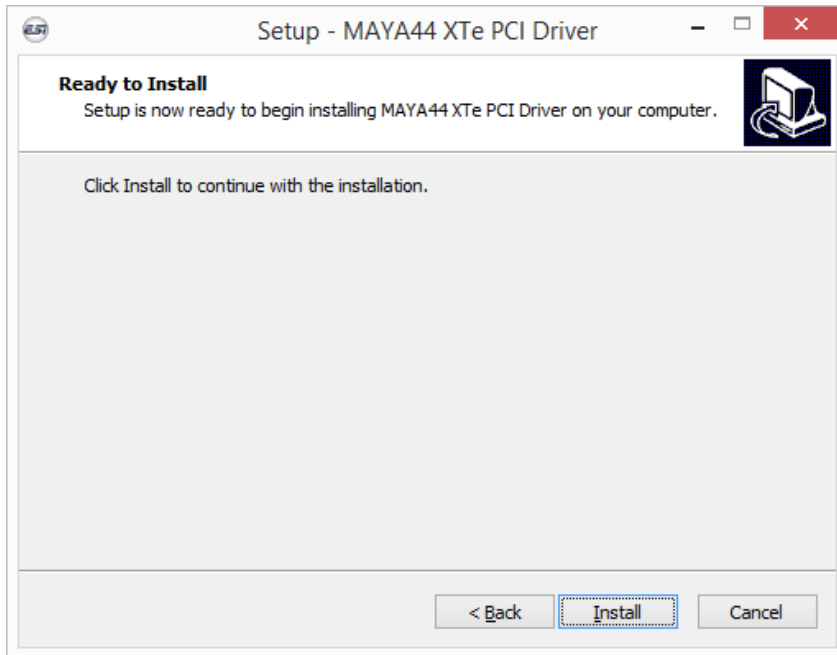 ESI
Setup - MAYA44 XTe PCI Driver
Ready to Install
Setup is now ready to begin installing MAYA44 XTe PCI Driver on your computer.
Click Install to continue with the installation.
< Back
Install
Cancel